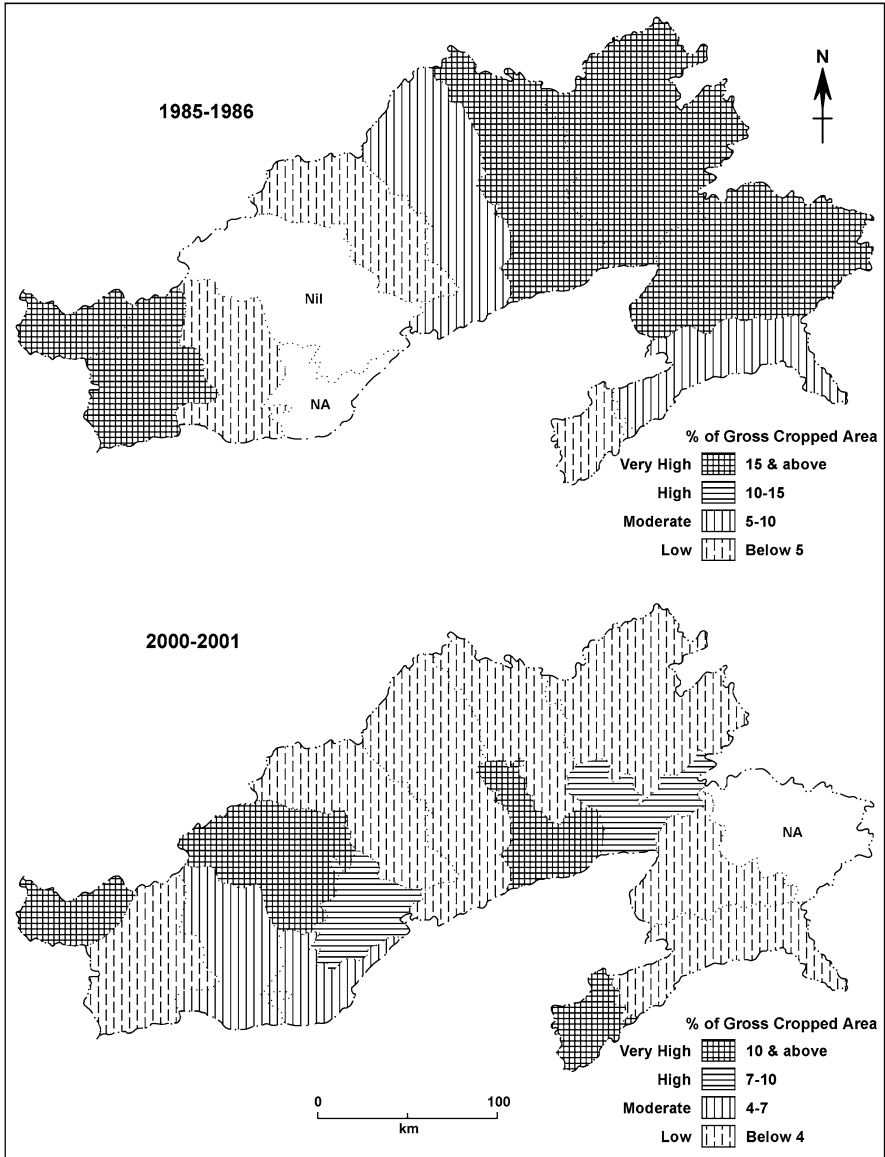 N
1985-1986
Nil
NA
% of Gross Cropped Area
Very High 15 & above
High 10-15
Moderate 5-10
Low Below 5
2000-2001
NA
% of Gross Cropped Area
Very High 10 & above
High 7-10
Moderate 4-7
Low Below 4
0 100
km